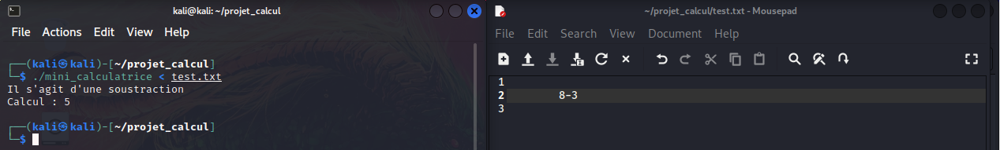 kali@kali: ~/projet_calcul
File Actions Edit View Help
┌──(kali㉿kali)-[~/projet_calcul]
└─$ ./mini_calculatrice < test.txt
Il s'agit d'une soustraction
Calcul : 5
┌──(kali㉿kali)-[~/projet_calcul]
└─$
~/projet_calcul/test.txt - Mousepad
File Edit Search View Document Help
1
2 8-3
3